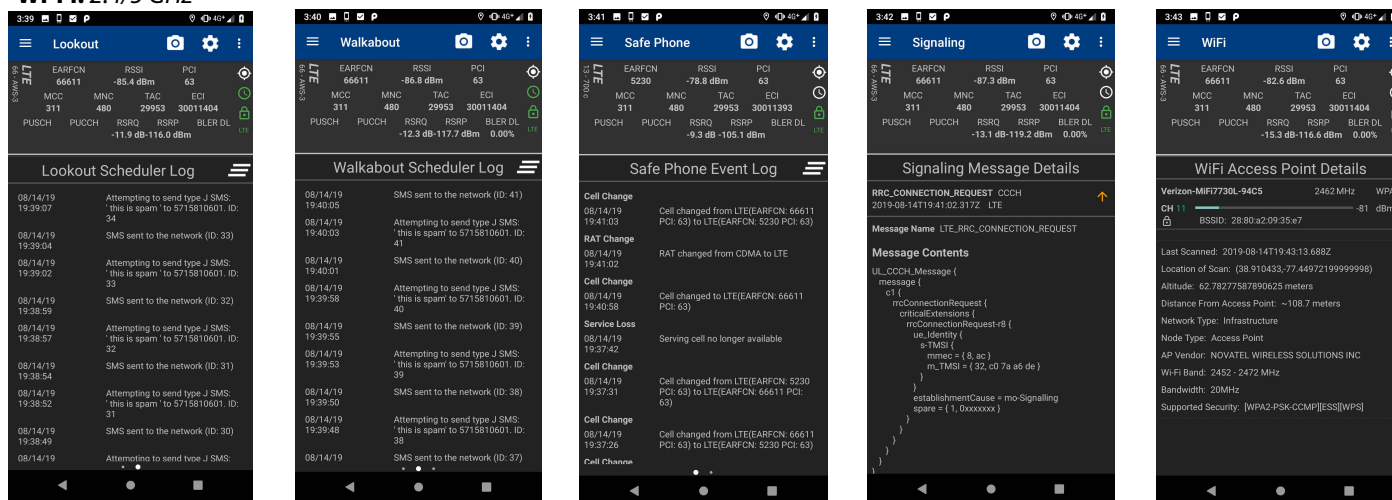 Wi-Fi: 2.4/5 GHz
3:39
4G+
Lookout
66 - AWS-3
LTE
EARFCN RSSI PCI
66611 -85.4 dBm 63
MCC MNC TAC ECI
311 480 29953 30011404
PUSCH PUCCH RSRQ RSRP BLER DL
-11.9 dB -116.0 dBm
LTE
Lookout Scheduler Log
08/14/19 Attempting to send type J SMS:
19:39:07 ' this is spam ' to 5715810601. ID:
34
08/14/19 SMS sent to the network (ID: 33)
19:39:04
08/14/19 Attempting to send type J SMS:
19:39:02 ' this is spam ' to 5715810601. ID:
33
08/14/19 SMS sent to the network (ID: 32)
19:38:59
08/14/19 Attempting to send type J SMS:
19:38:57 ' this is spam ' to 5715810601. ID:
32
08/14/19 SMS sent to the network (ID: 31)
19:38:54
08/14/19 Attempting to send type J SMS:
19:38:52 ' this is spam ' to 5715810601. ID:
31
08/14/19 SMS sent to the network (ID: 30)
19:38:49
08/14/19 Attempting to send type J SMS:
3:40
4G+
Walkabout
66 - AWS-3
LTE
EARFCN RSSI PCI
66611 -86.8 dBm 63
MCC MNC TAC ECI
311 480 29953 30011404
PUSCH PUCCH RSRQ RSRP BLER DL
-12.3 dB -117.7 dBm 0.00%
LTE
Walkabout Scheduler Log
08/14/19 SMS sent to the network (ID: 41)
19:40:05
08/14/19 Attempting to send type J SMS:
19:40:03 ' this is spam' to 5715810601. ID:
41
08/14/19 SMS sent to the network (ID: 40)
19:40:01
08/14/19 Attempting to send type J SMS:
19:39:58 ' this is spam' to 5715810601. ID:
40
08/14/19 SMS sent to the network (ID: 39)
19:39:55
08/14/19 Attempting to send type J SMS:
19:39:53 ' this is spam' to 5715810601. ID:
39
08/14/19 SMS sent to the network (ID: 38)
19:39:50
08/14/19 Attempting to send type J SMS:
19:39:48 ' this is spam' to 5715810601. ID:
38
08/14/19 SMS sent to the network (ID: 37)
3:41
4G+
Safe Phone
13 - 700 c
LTE
EARFCN RSSI PCI
5230 -78.8 dBm 63
MCC MNC TAC ECI
311 480 29953 30011393
PUSCH PUCCH RSRQ RSRP BLER DL
-9.3 dB -105.1 dBm
LTE
Safe Phone Event Log
Cell Change
08/14/19 Cell changed from LTE(EARFCN: 66611
19:41:03 PCI: 63) to LTE(EARFCN: 5230 PCI: 63)
RAT Change
08/14/19 RAT changed from CDMA to LTE
19:41:02
Cell Change
08/14/19 Cell changed to LTE(EARFCN: 66611
19:40:58 PCI: 63)
Service Loss
08/14/19 Serving cell no longer available
19:37:42
Cell Change
08/14/19 Cell changed from LTE(EARFCN: 5230
19:37:31 PCI: 63) to LTE(EARFCN: 66611 PCI:
63)
Cell Change
08/14/19 Cell changed from LTE(EARFCN: 66611
19:37:26 PCI: 63) to LTE(EARFCN: 5230 PCI: 63)
Cell Change
3:42
4G+
Signaling
66 - AWS-3
LTE
EARFCN RSSI PCI
66611 -87.3 dBm 63
MCC MNC TAC ECI
311 480 29953 30011404
PUSCH PUCCH RSRQ RSRP BLER DL
-13.1 dB -119.2 dBm 0.00%
LTE
Signaling Message Details
RRC_CONNECTION_REQUEST CCCH
2019-08-14T19:41:02.317Z LTE
Message Name LTE_RRC_CONNECTION_REQUEST
Message Contents
UL_CCCH_Message {
message {
c1 {
rrcConnectionRequest {
criticalExtensions {
rrcConnectionRequest-r8 {
ue_Identity {
s-TMSI {
mmec = { 8, ac }
m_TMSI = { 32, c0 7a a6 de }
}
}
establishmentCause = mo-Signalling
spare = { 1, 0xxxxxxx }
}
}
}
}
}
}
3:43
4G+
WiFi
66 - AWS-3
LTE
EARFCN RSSI PCI
66611 -82.6 dBm 63
MCC MNC TAC ECI
311 480 29953 30011404
PUSCH PUCCH RSRQ RSRP BLER DL
-15.3 dB -116.6 dBm 0.00%
WiFi Access Point Details
Verizon-MiFi7730L-94C5 2462 MHz WPA
CH 11 -81 dBm
BSSID: 28:80:a2:09:35:e7
Last Scanned: 2019-08-14T19:43:13.688Z
Location of Scan: (38.910433,-77.44972199999998)
Altitude: 62.78277587890625 meters
Distance From Access Point: ~108.7 meters
Network Type: Infrastructure
Node Type: Access Point
AP Vendor: NOVATEL WIRELESS SOLUTIONS INC
Wi-Fi Band: 2452 - 2472 MHz
Bandwidth: 20MHz
Supported Security: [WPA2-PSK-CCMP][ESS][WPS]